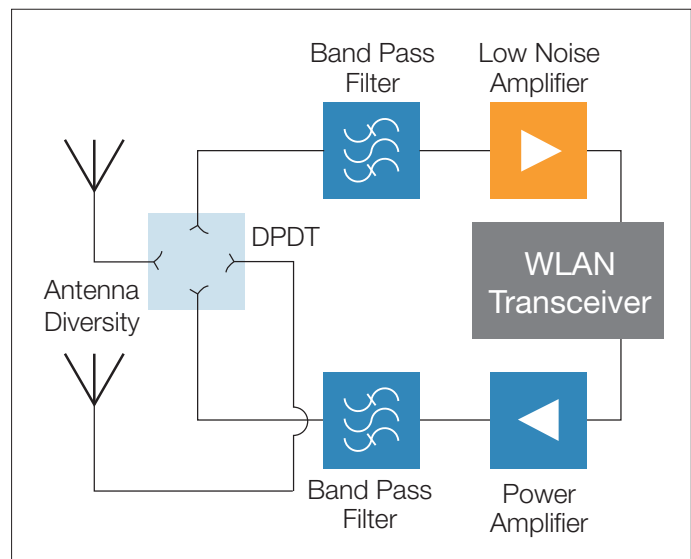 Band Pass
Filter
Low Noise
Amplifier
DPDT
WLAN
Transceiver
Antenna
Diversity
Band Pass
Filter
Power
Amplifier